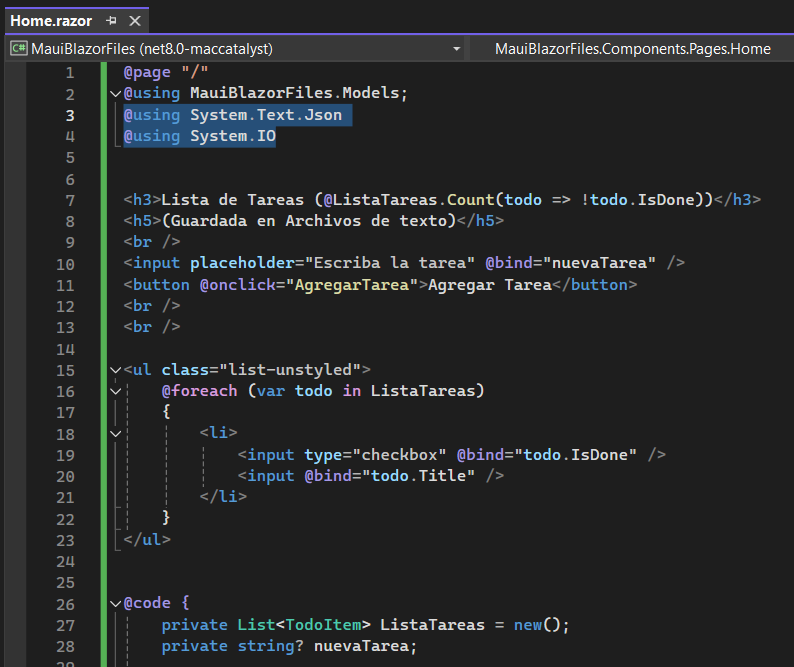 Home.razor
C# MauiBlazorFiles (net8.0-maccatalyst) MauiBlazorFiles.Components.Pages.Home
1 @page "/"
2 @using MauiBlazorFiles.Models;
3 @using System.Text.Json
4 @using System.IO
5
6
7 <h3>Lista de Tareas (@ListaTareas.Count(todo => !todo.IsDone))</h3>
8 <h5>(Guardada en Archivos de texto)</h5>
9 <br />
10 <input placeholder="Escriba la tarea" @bind="nuevaTarea" />
11 <button @onclick="AgregarTarea">Agregar Tarea</button>
12 <br />
13 <br />
14
15 <ul class="list-unstyled">
16 @foreach (var todo in ListaTareas)
17 {
18 <li>
19 <input type="checkbox" @bind="todo.IsDone" />
20 <input @bind="todo.Title" />
21 </li>
22 }
23 </ul>
24
25
26 @code {
27 private List<TodoItem> ListaTareas = new();
28 private string? nuevaTarea;